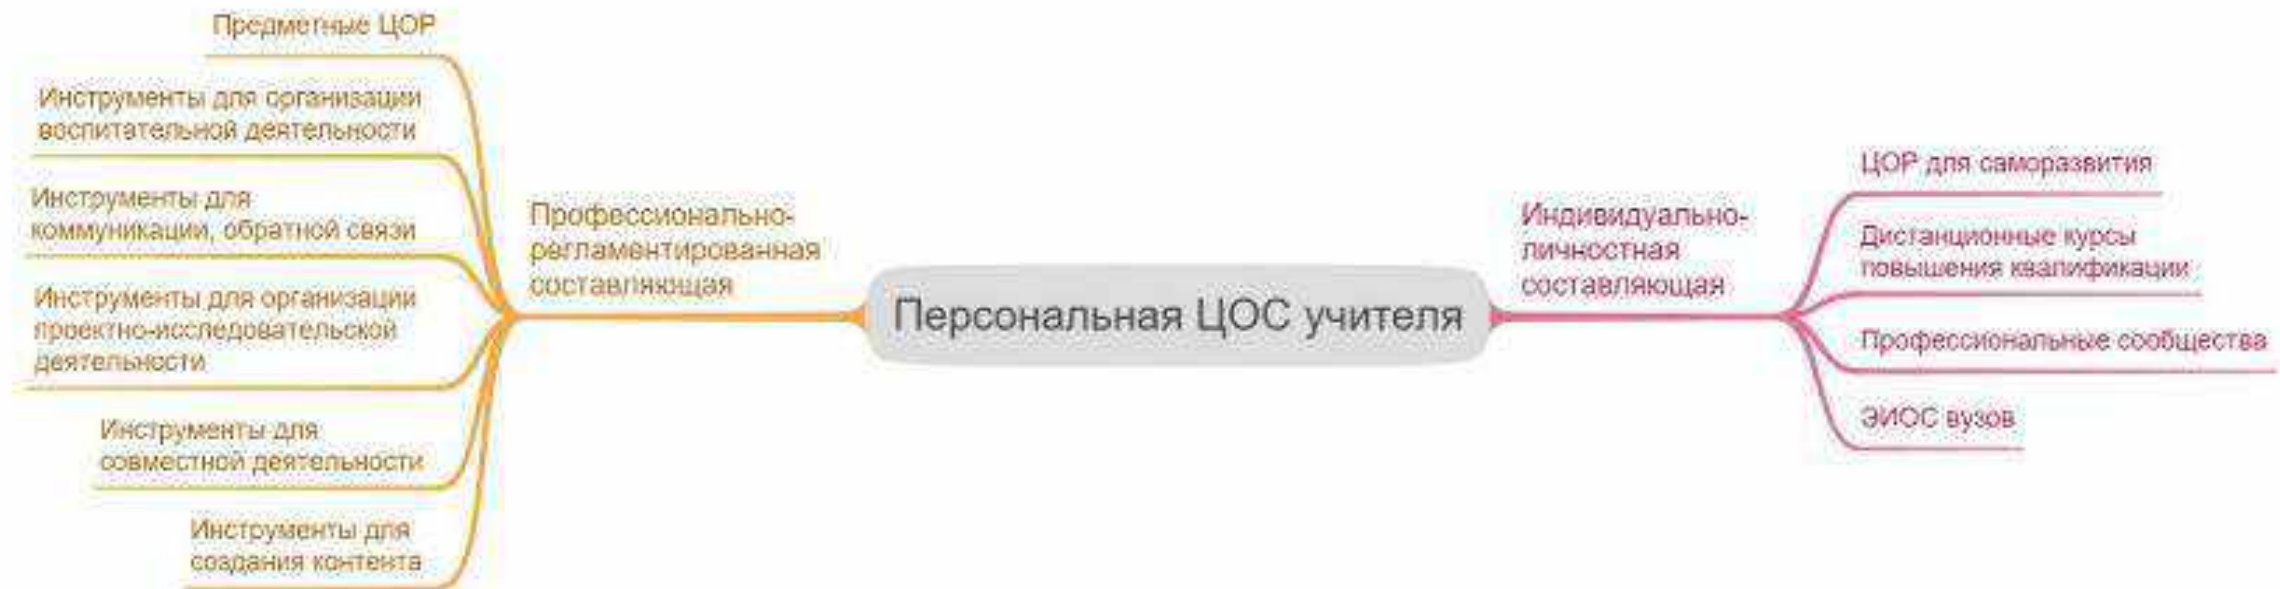 Предметные ЦОР
Инструменты для организации
воспитательной деятельности
Инструменты для
коммуникации, обратной связи
Инструменты для организации
проектно-исследовательской
деятельности
Инструменты для
совместной деятельности
Инструменты для
создания контента
Профессионально-
регламентированная
составляющая
Персональная ЦОС учителя
Индивидуально-
личностная
составляющая
ЦОР для саморазвития
Дистанционные курсы
повышения квалификации
Профессиональные сообщества
ЭИОС вузов